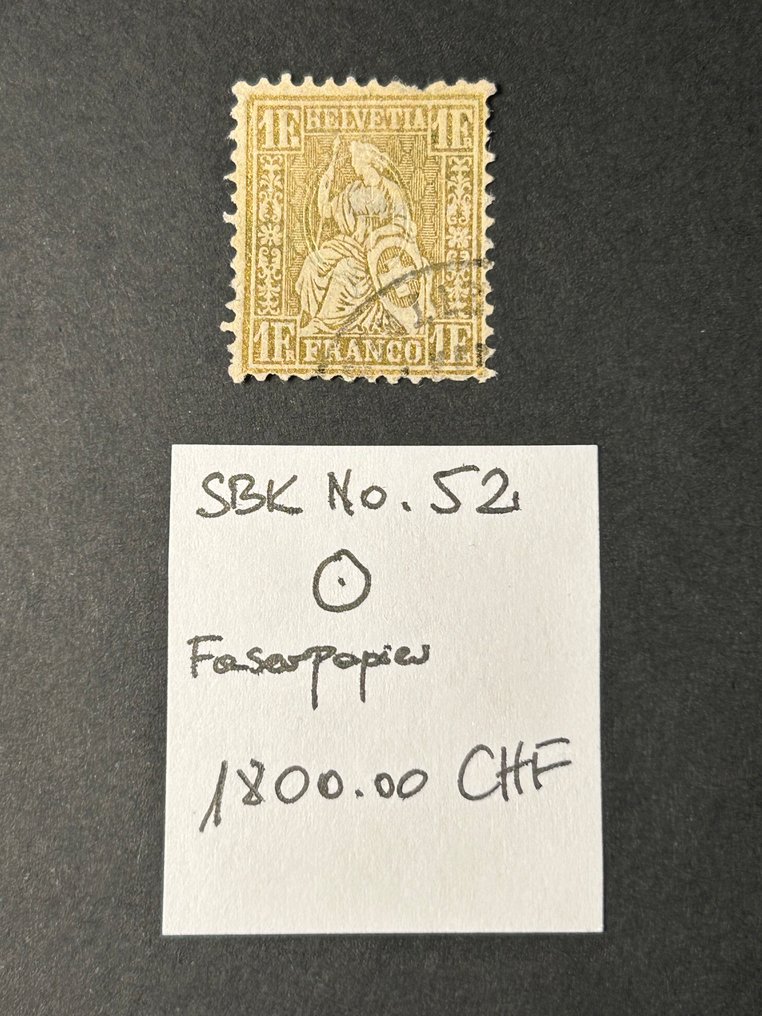 1F HELVETIA 1F
1F FRANCO 1F
SBK No. 52
Faserpapier
1800.00 CHF